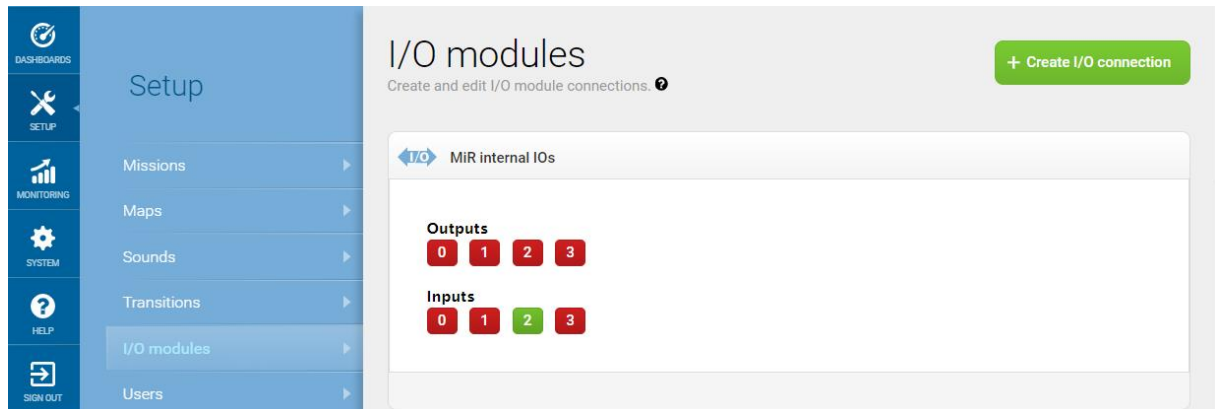 DASHBOARDS
SETUP
MONITORING
SYSTEM
HELP
SIGN OUT
Setup
Missions
Maps
Sounds
Transitions
I/O modules
Users
I/O modules
Create and edit I/O module connections. ?
+ Create I/O connection
I/O MiR internal IOs
Outputs
0 1 2 3
Inputs
0 1 2 3